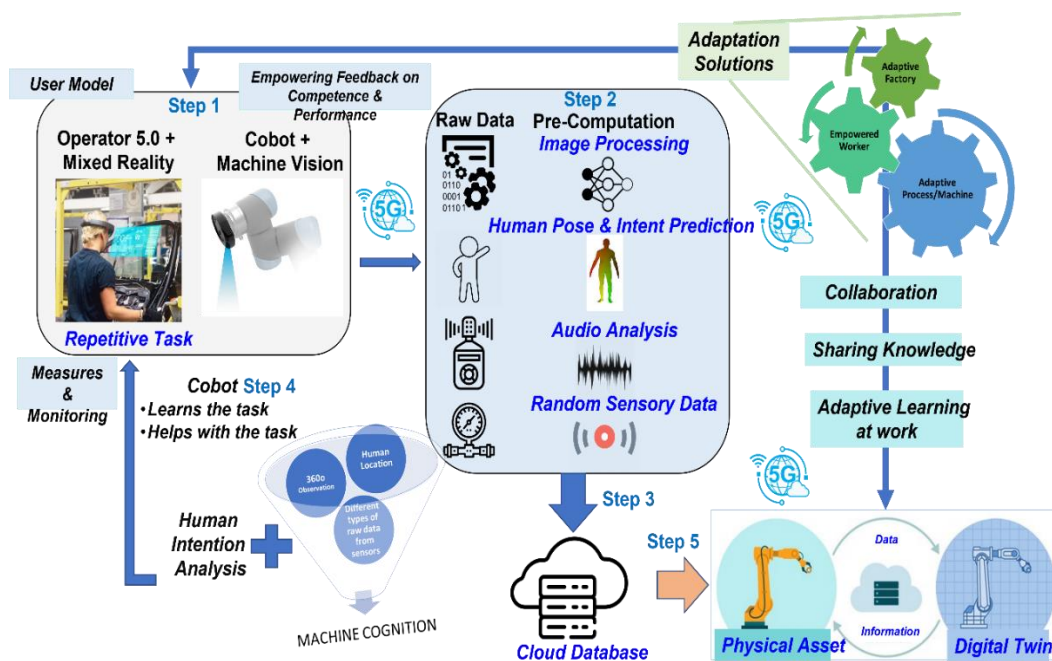 User Model
Step 1
Empowering Feedback on
Competence &
Performance
Operator 5.0 +
Mixed Reality
Cobot +
Machine Vision
Repetitive Task
5G
Step 2
Raw Data
Pre-Computation
Image Processing
01
0110
0001
01101
Human Pose & Intent Prediction
Audio Analysis
Random Sensory Data
Adaptation
Solutions
Adaptive
Factory
Empowered
Worker
Adaptive
Process/Machine
5G
Collaboration
Sharing Knowledge
Adaptive Learning
at work
5G
Measures
&
Monitoring
Cobot Step 4
•Learns the task
•Helps with the task
Human
Location
360o
Observation
Different
types of
raw data
from
sensors
Human
Intention
Analysis
MACHINE COGNITION
Step 3
Cloud Database
Step 5
Data
Information
Physical Asset
Digital Twin